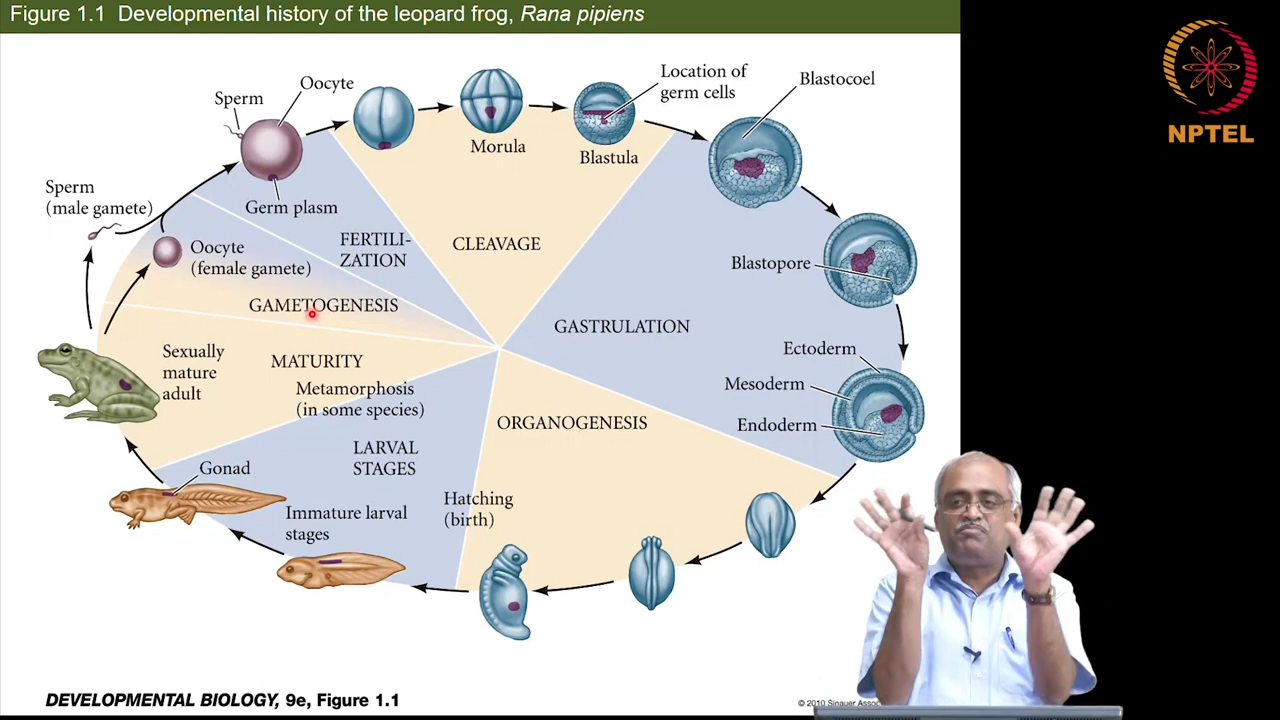 Figure 1.1 Developmental history of the leopard frog, Rana pipiens
NPTEL
Sperm
Oocyte
Germ plasm
Morula
Blastula
Location of
germ cells
Blastocoel
Sperm
(male gamete)
Oocyte
(female gamete)
FERTILI-
ZATION
CLEAVAGE
Blastopore
GAMETOGENESIS
GASTRULATION
Ectoderm
Mesoderm
Endoderm
Sexually
mature
adult
MATURITY
Metamorphosis
(in some species)
ORGANOGENESIS
LARVAL
STAGES
Gonad
Hatching
(birth)
Immature larval
stages
DEVELOPMENTAL BIOLOGY, 9e, Figure 1.1
© 2010 Sinauer